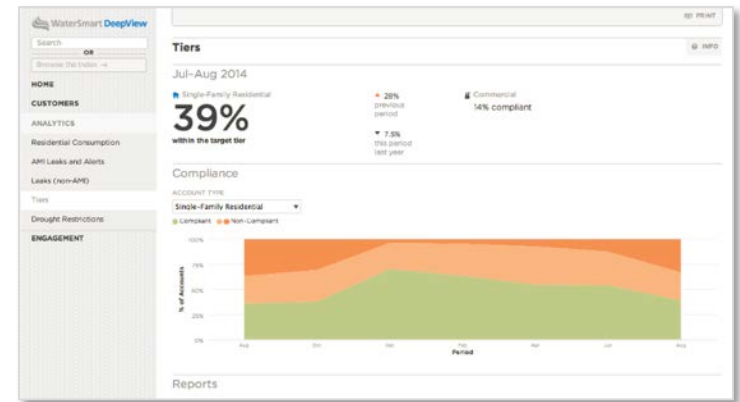 WaterSmart DeepView
PRINT
Search
OR
Browse the Index →
HOME
CUSTOMERS
ANALYTICS
Residential Consumption
AMI Leaks and Alerts
Leaks (non-AMI)
Tiers
Drought Restrictions
ENGAGEMENT
Tiers
INFO
Jul-Aug 2014
Single-Family Residential
39%
within the target tier
▲ 28%
previous
period
▼ 7.5%
this period
last year
Commercial
14% compliant
Compliance
ACCOUNT TYPE
Single-Family Residential ▼
Compliant Non-Compliant
% of Accounts
100%
75%
50%
25%
0%
Aug Oct Dec Feb Apr Jun Aug
Period
Reports